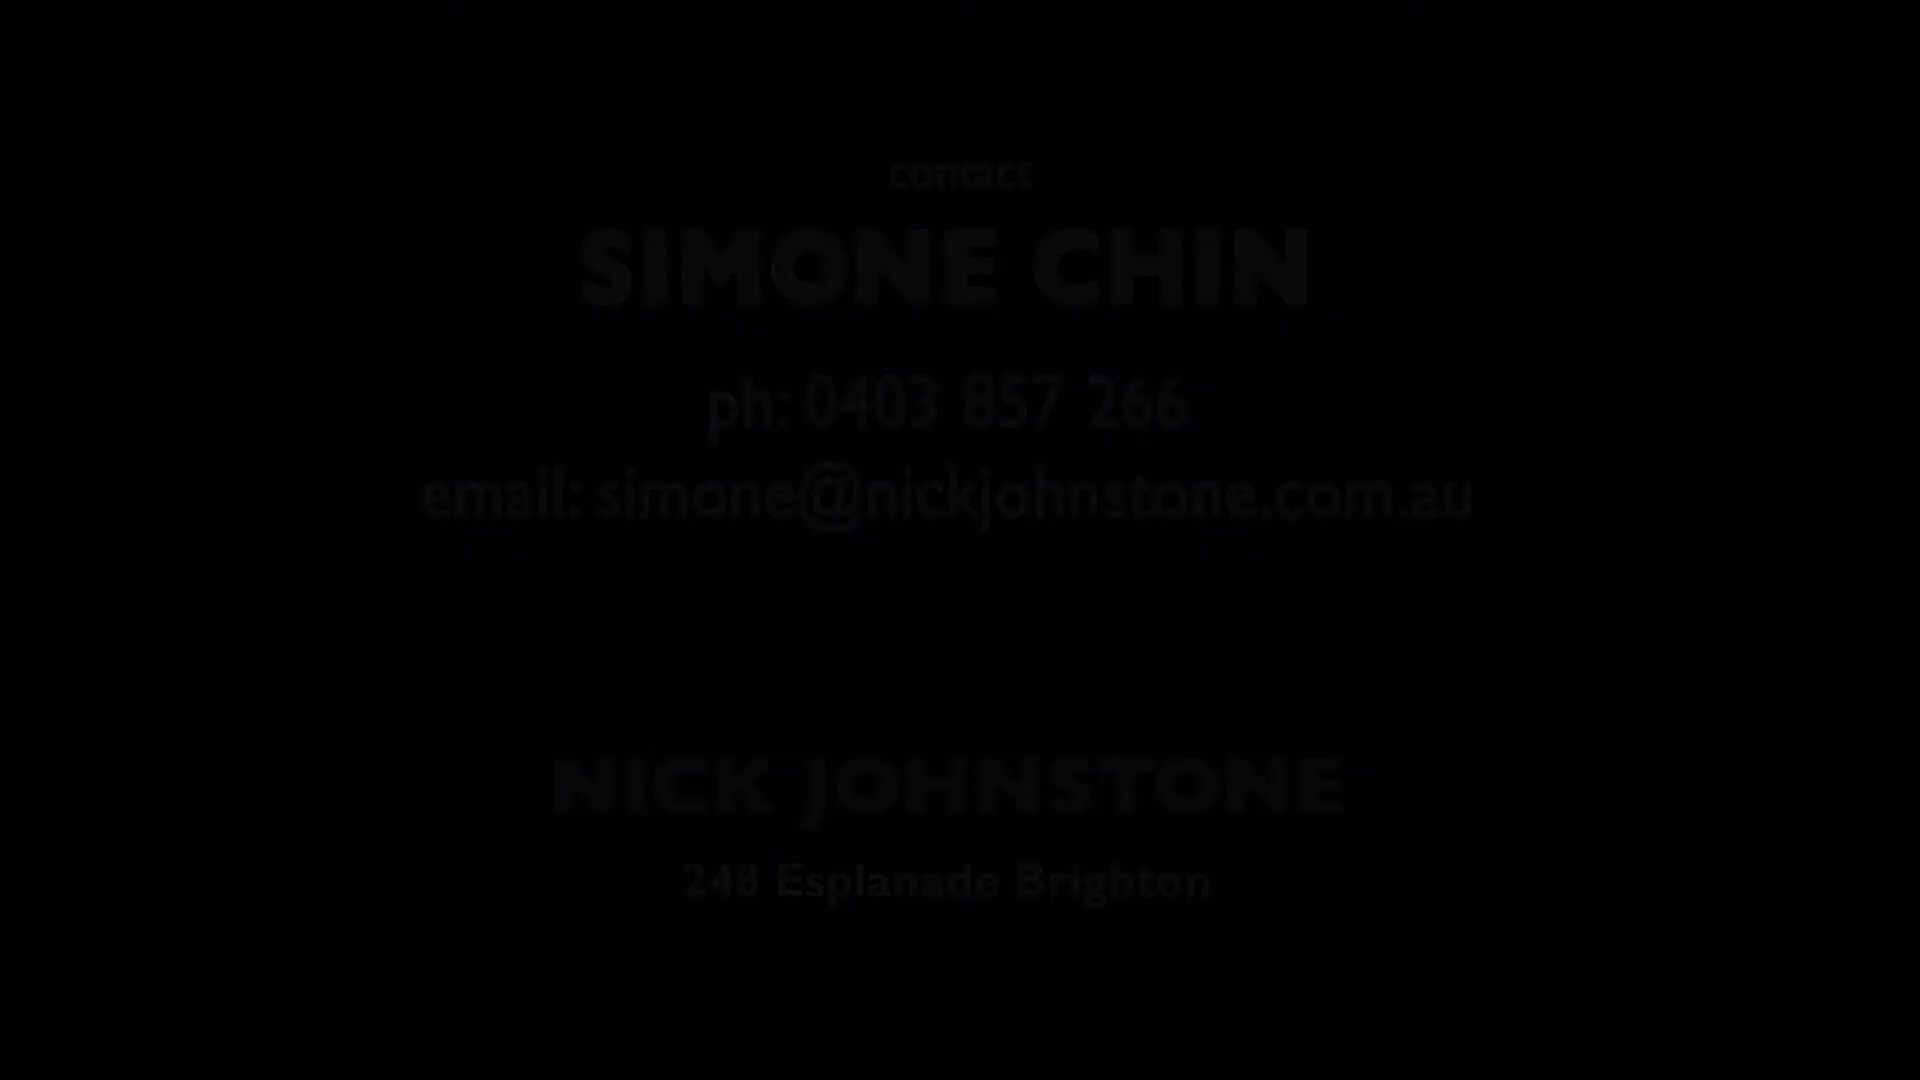 contact
SIMONE CHIN
ph: 0403 857 266
email: simone@nickjohnstone.com.au
NICK JOHNSTONE
248 Esplanade Brighton